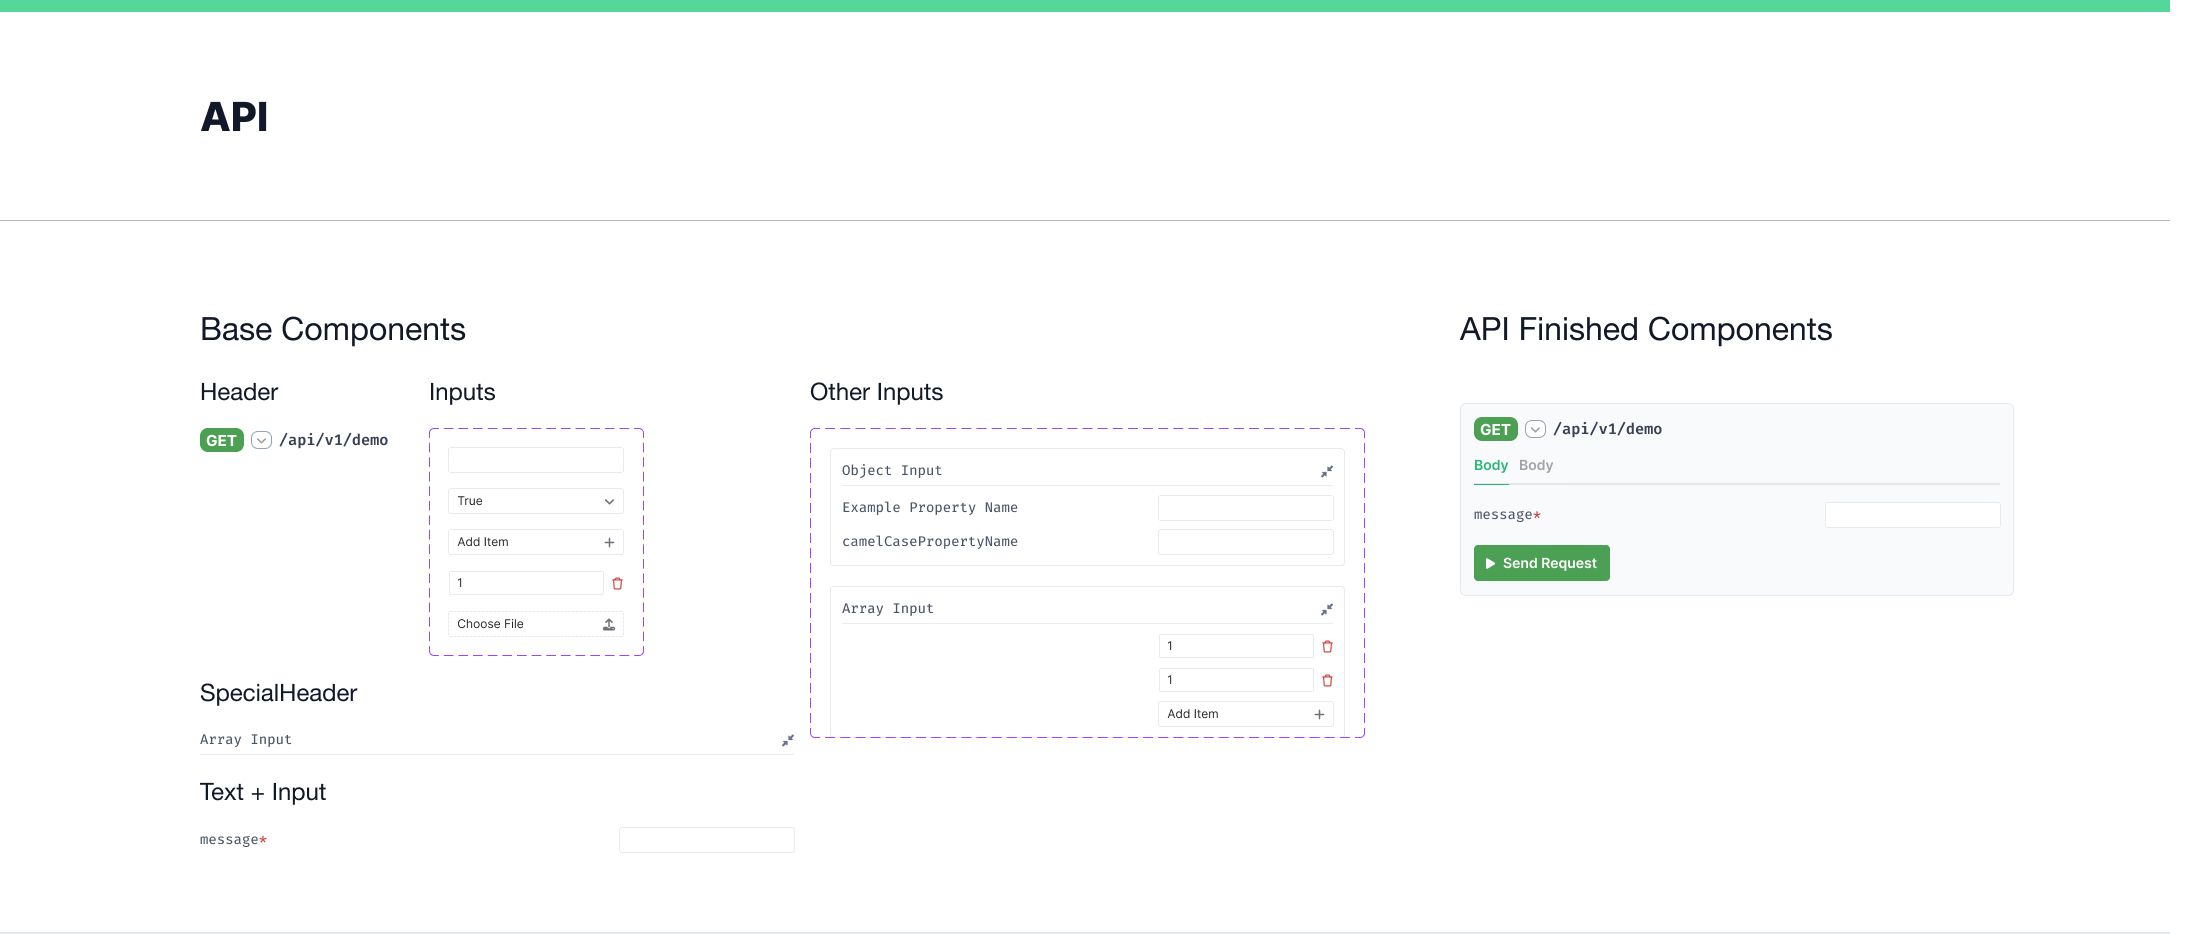 API
Base Components
Header
GET /api/v1/demo
Inputs
True
Add Item
1
Choose File
SpecialHeader
Array Input
Text + Input
message*
Other Inputs
Object Input
Example Property Name
camelCasePropertyName
Array Input
1
1
Add Item
API Finished Components
GET /api/v1/demo
Body Body
message*
Send Request